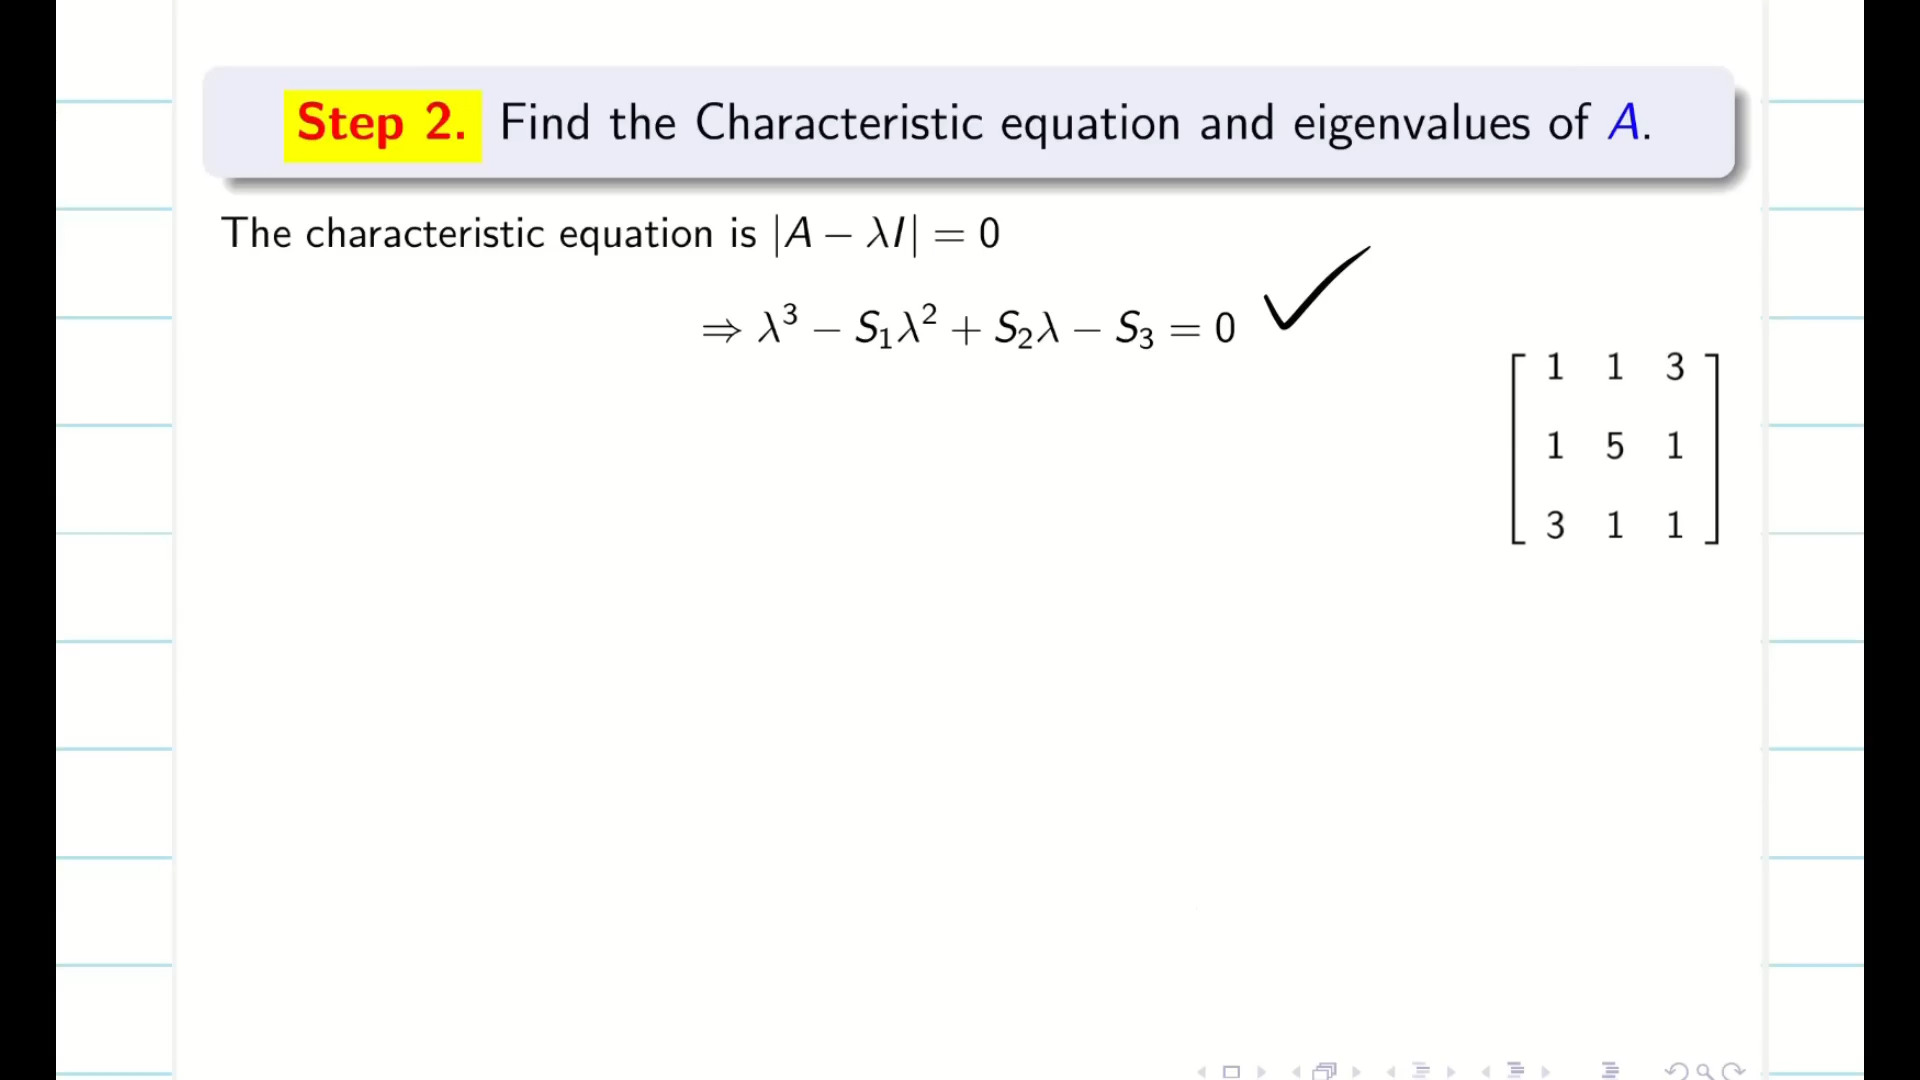 Step 2. Find the Characteristic equation and eigenvalues of A.
The characteristic equation is |A − λI| = 0
⇒ λ³ − S₁λ² + S₂λ − S₃ = 0
1 1 3
1 5 1
3 1 1